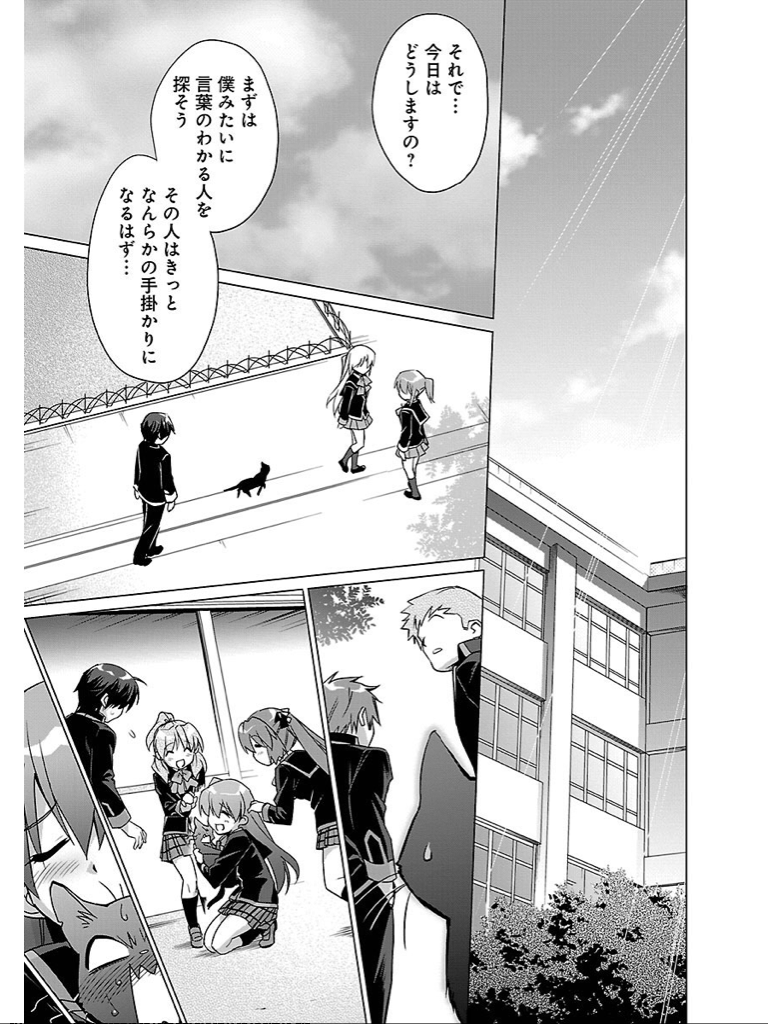 それで…
今日は
どうしますの？
まずは
僕みたいに
言葉のわかる人を
探そう
その人はきっと
なんらかの手掛かりに
なるはず…